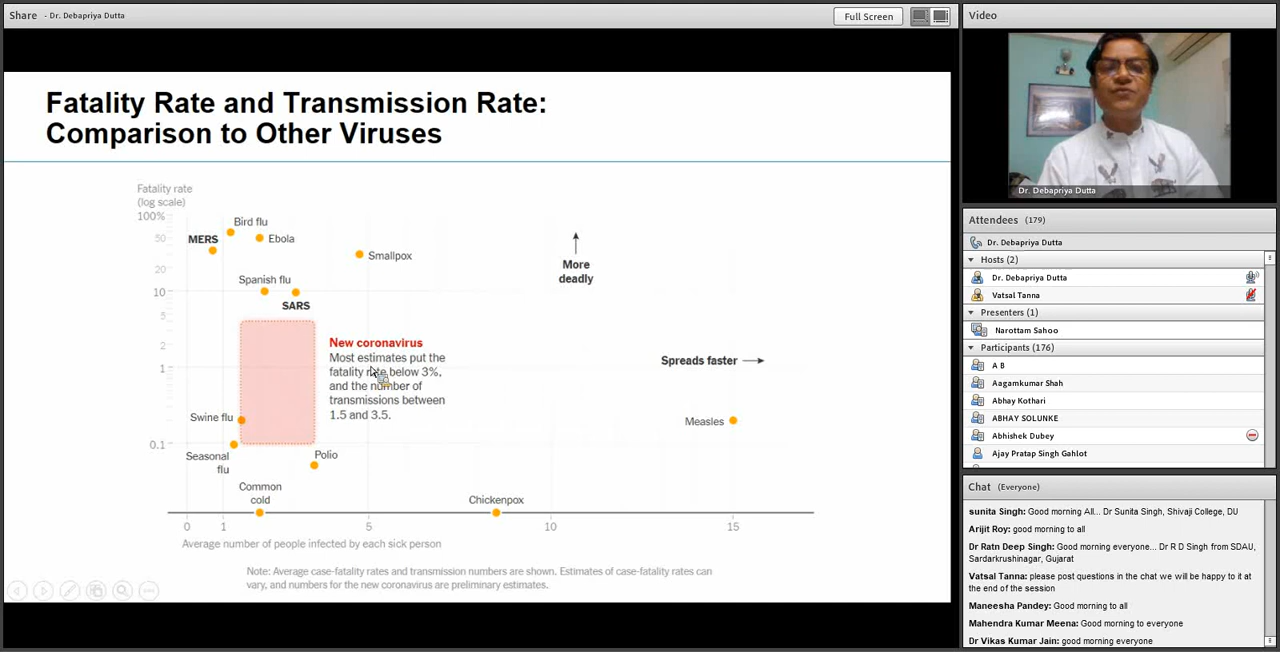 Share - Dr. Debapriya Dutta
Full Screen
Fatality Rate and Transmission Rate:
Comparison to Other Viruses
Fatality rate
(log scale)
100%
50
20
10
5
2
1
0.1
Bird flu
MERS
Ebola
Smallpox
Spanish flu
SARS
More
deadly
New coronavirus
Most estimates put the
fatality rate below 3%,
and the number of
transmissions between
1.5 and 3.5.
Spreads faster
Swine flu
Measles
Seasonal
flu
Polio
Common
cold
Chickenpox
0 1 5 10 15
Average number of people infected by each sick person
Note: Average case-fatality rates and transmission numbers are shown. Estimates of case-fatality rates can
vary, and numbers for the new coronavirus are preliminary estimates.
Video
Dr. Debapriya Dutta
Attendees (179)
Dr. Debapriya Dutta
Hosts (2)
Dr. Debapriya Dutta
Vatsal Tanna
Presenters (1)
Narottam Sahoo
Participants (176)
A B
Aagamkumar Shah
Abhay Kothari
ABHAY SOLUNKE
Abhishek Dubey
Ajay Pratap Singh Gahlot
Chat (Everyone)
sunita Singh: Good morning All... Dr Sunita Singh, Shivaji College, DU
Arijit Roy: good morning to all
Dr Ratn Deep Singh: Good morning everyone... Dr R D Singh from SDAU,
Sardarkrushinagar, Gujarat
Vatsal Tanna: please post questions in the chat we will be happy to it at
the end of the session
Maneesha Pandey: Good morning to all
Mahendra Kumar Meena: Good morning to everyone
Dr Vikas Kumar Jain: good morning everyone